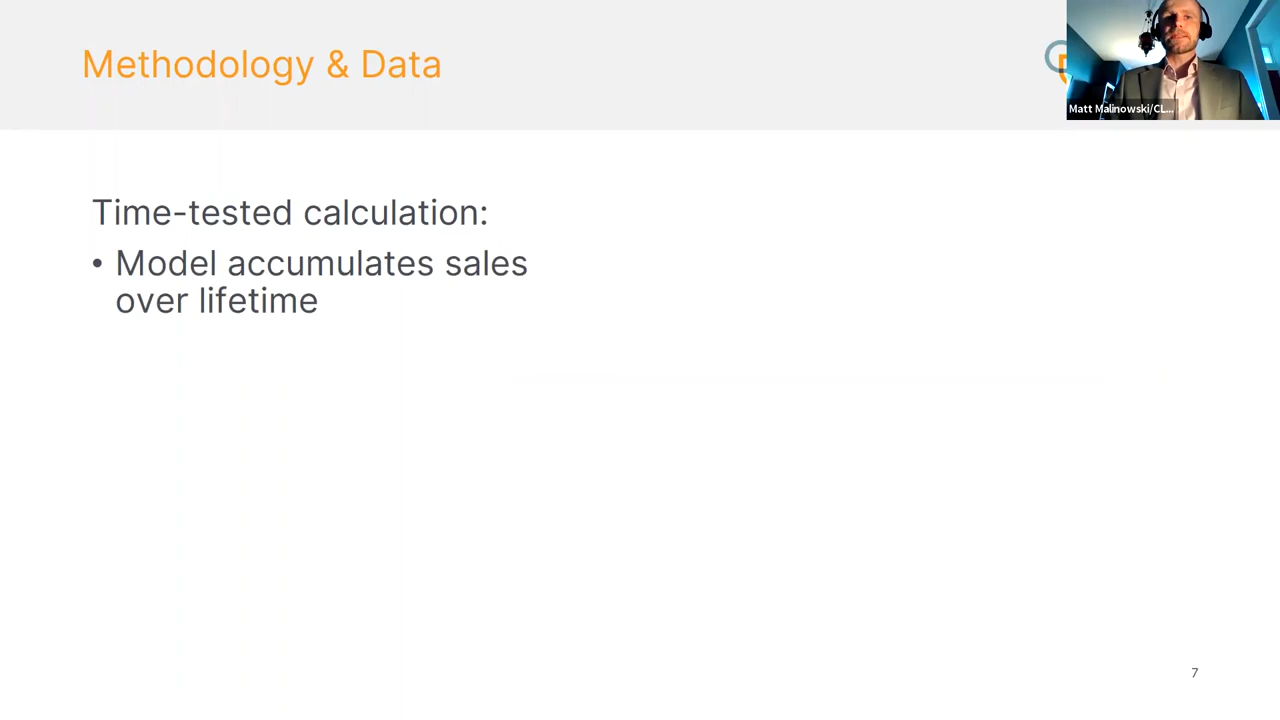 Methodology & Data
Matt Malinowski/CL...
Time-tested calculation:
• Model accumulates sales
over lifetime
7